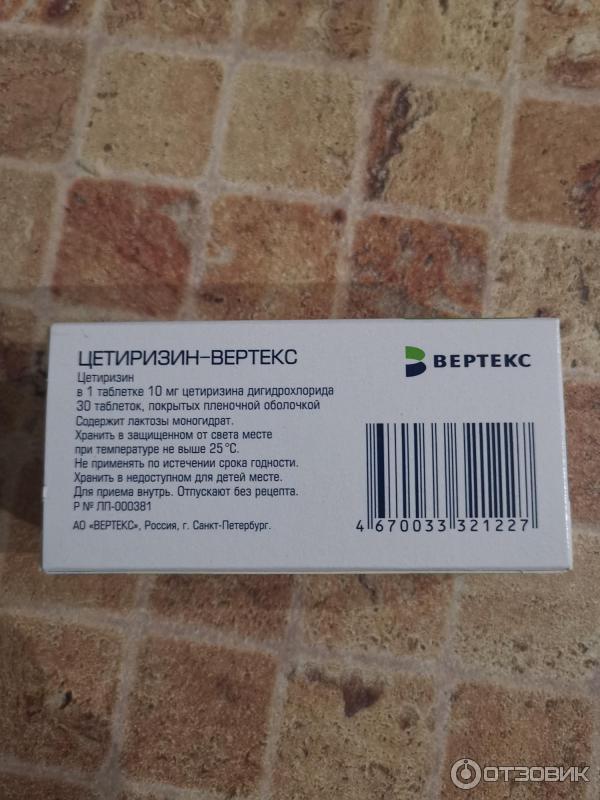 ЦЕТИРИЗИН–ВЕРТЕКС
Цетиризин
в 1 таблетке 10 мг цетиризина дигидрохлорида
30 таблеток, покрытых пленочной оболочкой
Содержит лактозы моногидрат.
Хранить в защищенном от света месте
при температуре не выше 25 °С.
Не применять по истечении срока годности.
Хранить в недоступном для детей месте.
Для приема внутрь. Отпускают без рецепта.
Р № ЛП-000381
АО «ВЕРТЕКС», Россия, г. Санкт-Петербург.
ВЕРТЕКС
4 670033 321227
ОТЗОВИК